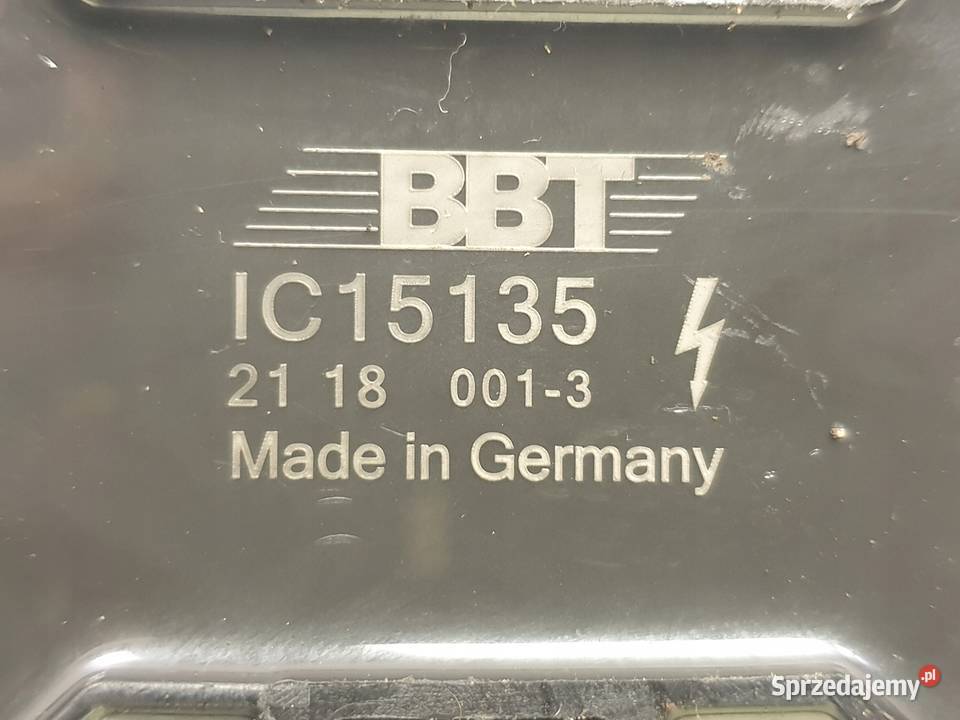 BBT
IC15135
21 18 001-3
Made in Germany
Sprzedajemy.pl